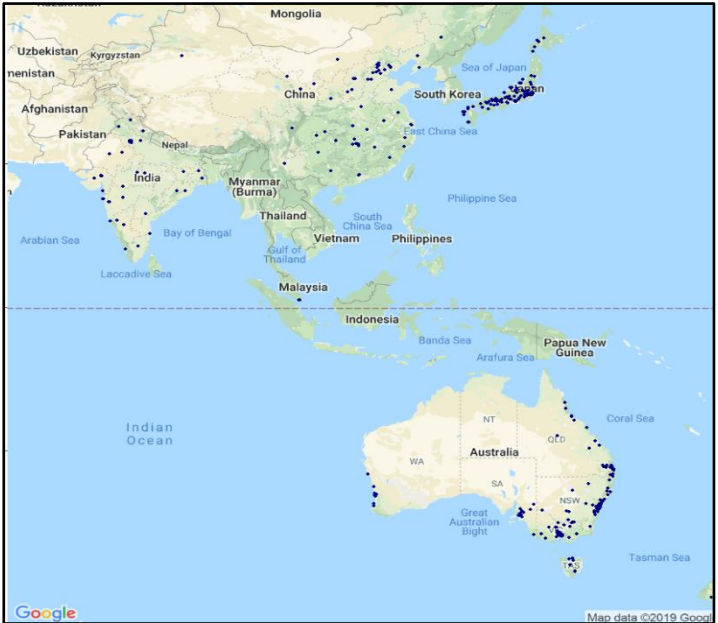 Mongolia
Uzbekistan
Kyrgyzstan
menistan
Sea of Japan
China
South Korea
Japan
Afghanistan
East China Sea
Pakistan
Nepal
India
Myanmar
(Burma)
Philippine Sea
Thailand
South
China Sea
Arabian Sea
Bay of Bengal
Vietnam
Philippines
Gulf of
Thailand
Laccadive Sea
Malaysia
Indonesia
Banda Sea
Papua New
Guinea
Arafura Sea
Indian
Ocean
NT
Coral Sea
QLD
Australia
WA
SA
NSW
Great
Australian
Bight
Tasman Sea
TAS
Google
Map data ©2019 Googl